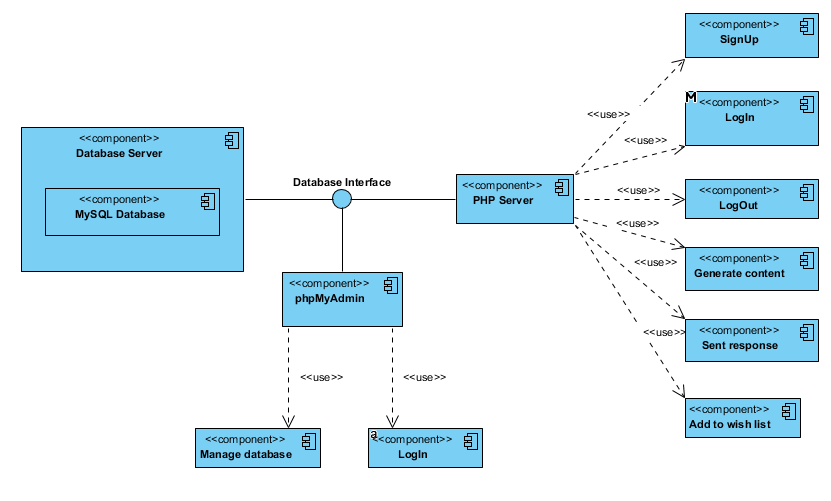 <<component>>
SignUp
<<use>>
M
<<component>>
LogIn
<<use>>
<<component>>
Database Server
<<component>>
MySQL Database
Database Interface
<<component>>
PHP Server
<<use>>
<<component>>
LogOut
<<use>>
<<component>>
Generate content
<<use>>
<<component>>
phpMyAdmin
<<component>>
Sent response
<<use>>
<<use>>
<<use>>
<<component>>
Add to wish list
<<component>>
Manage database
a
<<component>>
LogIn